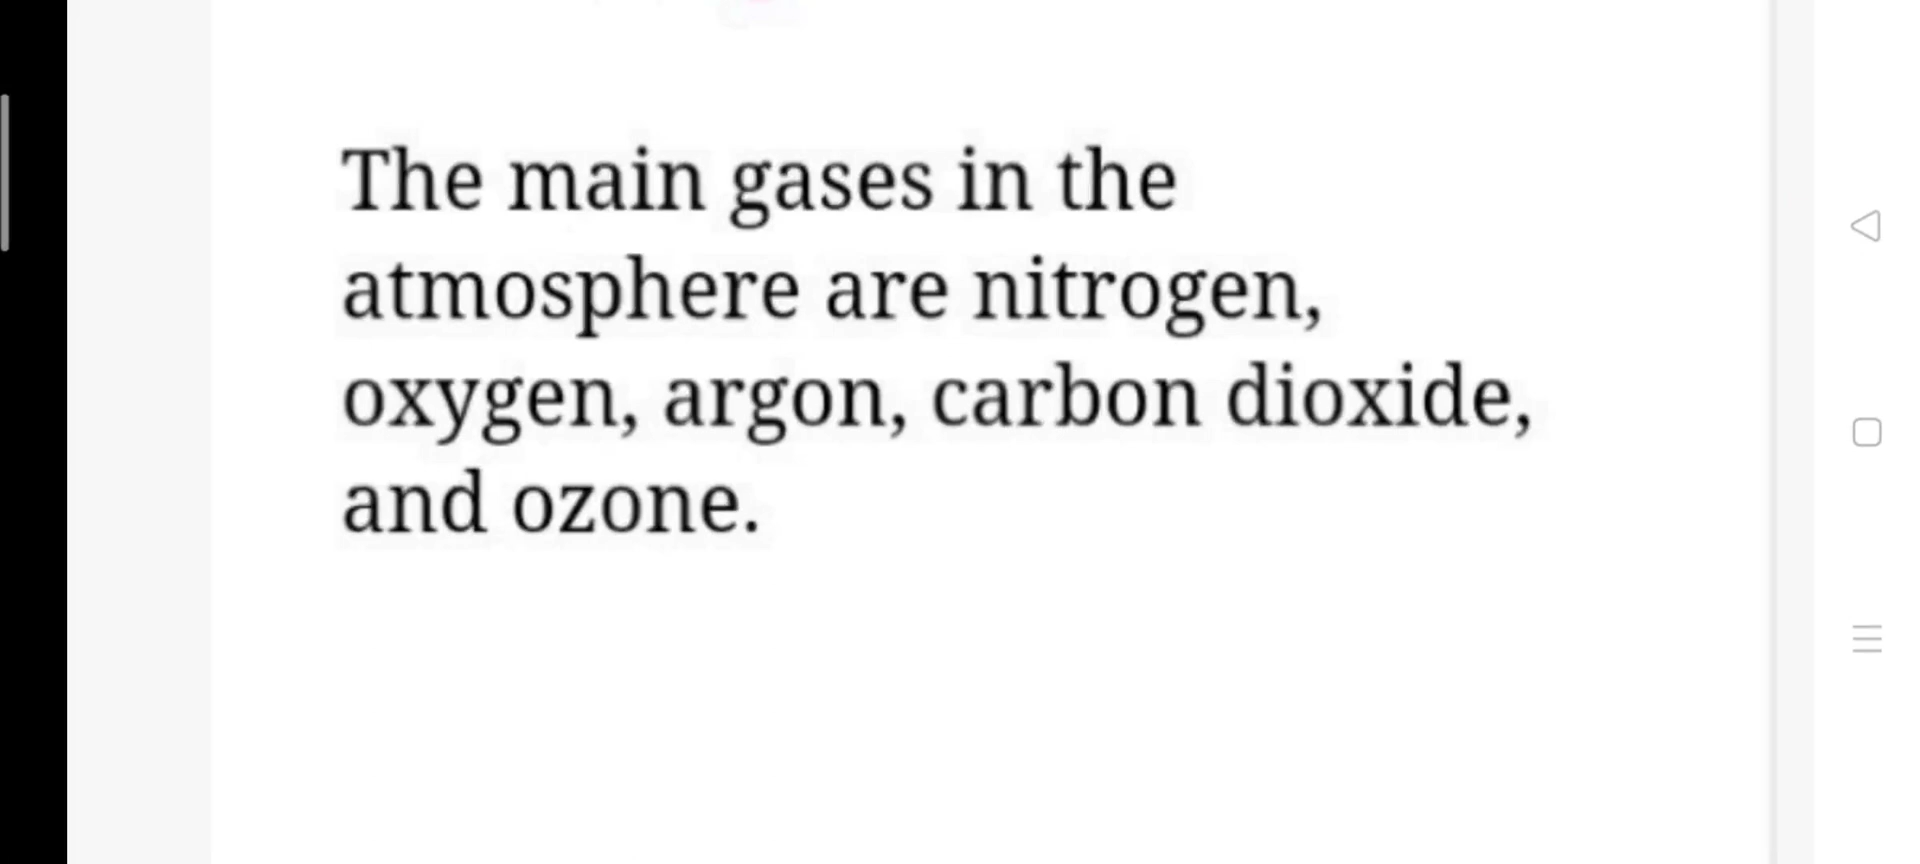 The main gases in the
atmosphere are nitrogen,
oxygen, argon, carbon dioxide,
and ozone.